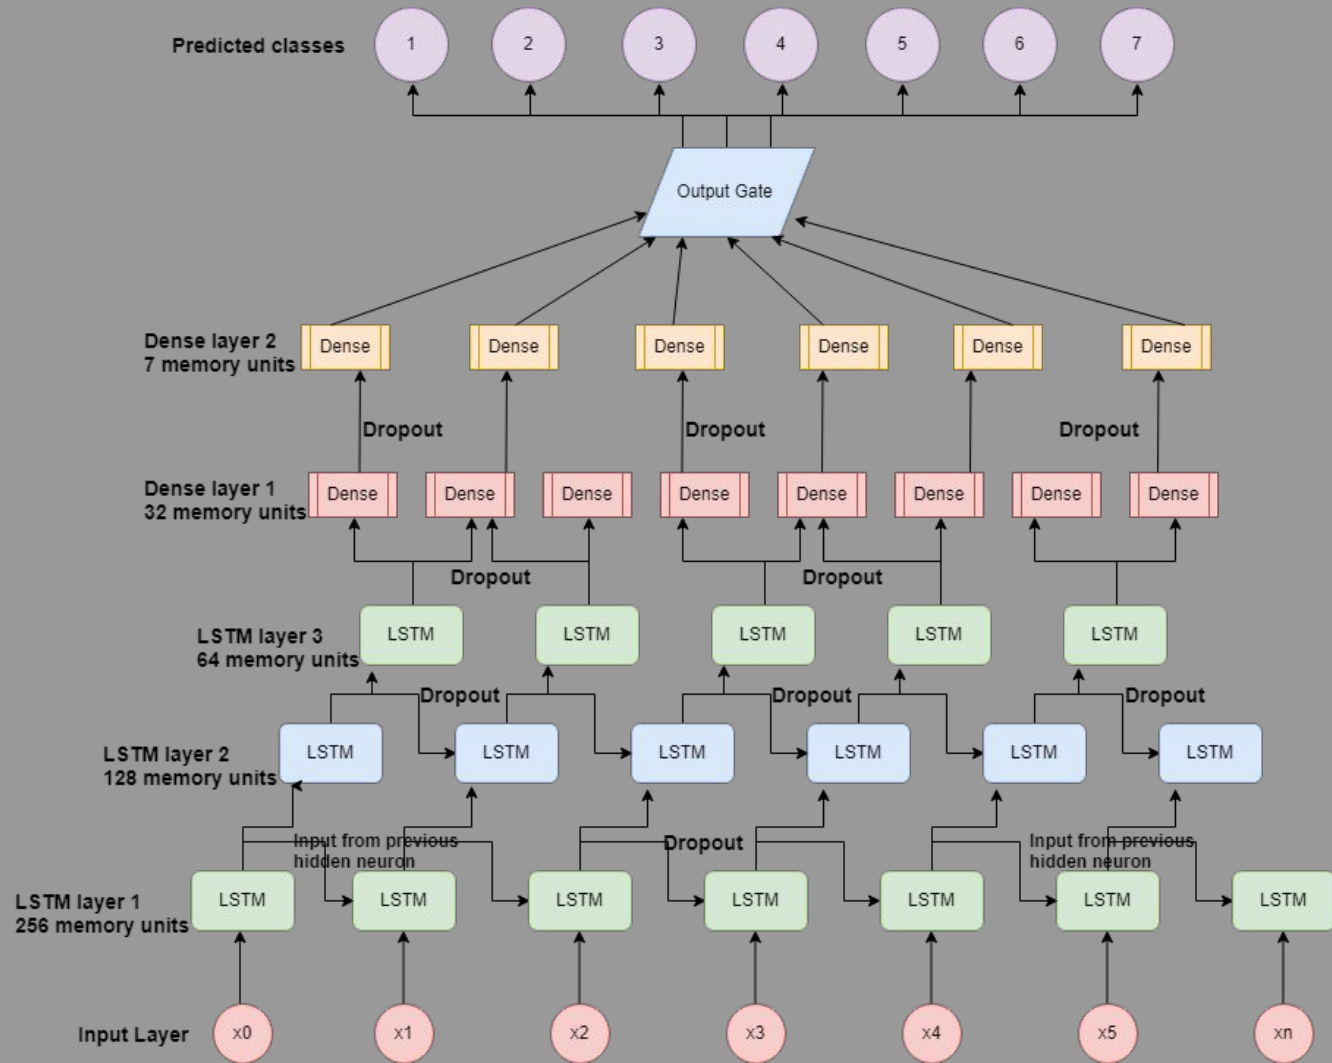 Predicted classes
1 2 3 4 5 6 7
Output Gate
Dense layer 2
7 memory units
Dense Dense Dense Dense Dense Dense
Dropout Dropout Dropout
Dense layer 1
32 memory units
Dense Dense Dense Dense Dense Dense Dense Dense
Dropout Dropout
LSTM layer 3
64 memory units
LSTM LSTM LSTM LSTM LSTM
Dropout Dropout Dropout
LSTM layer 2
128 memory units
LSTM LSTM LSTM LSTM LSTM LSTM
Input from previous
hidden neuron
Dropout
Input from previous
hidden neuron
LSTM layer 1
256 memory units
LSTM LSTM LSTM LSTM LSTM LSTM LSTM
Input Layer
x0 x1 x2 x3 x4 x5 xn